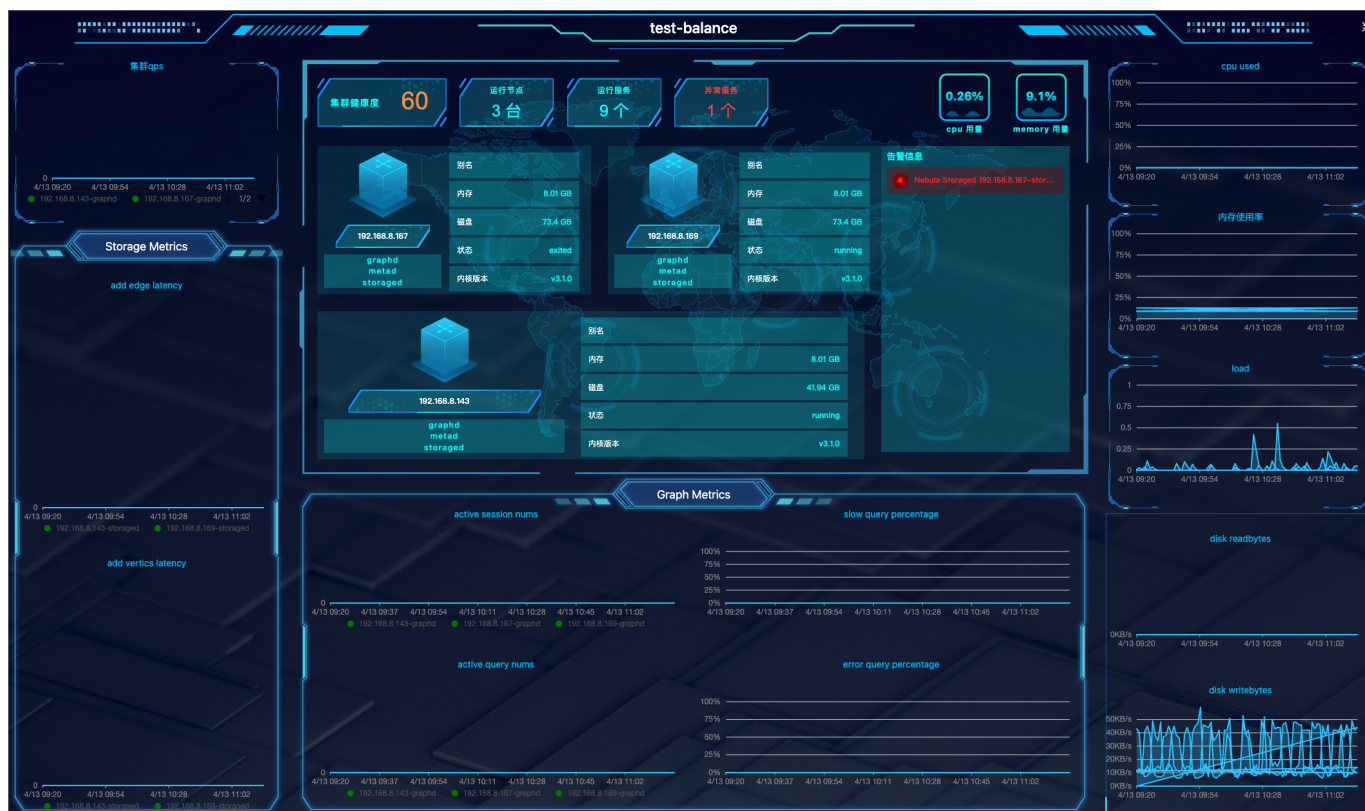 test-balance
集群qps
0
4/13 09:20 4/13 09:54 4/13 10:28 4/13 11:02
192.168.8.143-graphd 192.168.8.167-graphd 1/2
Storage Metrics
add edge latency
0
4/13 09:20 4/13 09:54 4/13 10:28 4/13 11:02
192.168.8.143-storaged 192.168.8.169-storaged
add vertics latency
0
4/13 09:20 4/13 09:54 4/13 10:28 4/13 11:02
192.168.8.143-storaged 192.168.8.169-storaged
集群健康度 60
运行节点
3 台
运行服务
9 个
异常服务
1 个
0.26%
cpu 用量
9.1%
memory 用量
192.168.8.167
graphd
metad
storaged
别名
内存 8.01 GB
磁盘 73.4 GB
状态 exited
内核版本 v3.1.0
192.168.8.169
graphd
metad
storaged
别名
内存 8.01 GB
磁盘 73.4 GB
状态 running
内核版本 v3.1.0
告警信息
Nebula Storaged 192.168.8.167-stor...
192.168.8.143
graphd
metad
storaged
别名
内存 8.01 GB
磁盘 41.94 GB
状态 running
内核版本 v3.1.0
Graph Metrics
active session nums
0
4/13 09:20 4/13 09:37 4/13 09:54 4/13 10:11 4/13 10:28 4/13 10:45 4/13 11:02
192.168.8.143-graphd 192.168.8.167-graphd 192.168.8.169-graphd
slow query percentage
100%
75%
50%
25%
0%
4/13 09:20 4/13 09:37 4/13 09:54 4/13 10:11 4/13 10:28 4/13 10:45 4/13 11:02
active query nums
0
4/13 09:20 4/13 09:37 4/13 09:54 4/13 10:11 4/13 10:28 4/13 10:45 4/13 11:02
192.168.8.143-graphd 192.168.8.167-graphd 192.168.8.169-graphd
error query percentage
100%
75%
50%
25%
0%
4/13 09:20 4/13 09:37 4/13 09:54 4/13 10:11 4/13 10:28 4/13 10:45 4/13 11:02
cpu used
100%
75%
50%
25%
0%
4/13 09:20 4/13 09:54 4/13 10:28 4/13 11:02
内存使用率
100%
75%
50%
25%
0%
4/13 09:20 4/13 09:54 4/13 10:28 4/13 11:02
load
1
0.75
0.5
0.25
0
4/13 09:20 4/13 09:54 4/13 10:28 4/13 11:02
disk readbytes
0KB/s
4/13 09:20 4/13 09:54 4/13 10:28 4/13 11:02
disk writebytes
50KB/s
40KB/s
30KB/s
20KB/s
10KB/s
0KB/s
4/13 09:20 4/13 09:54 4/13 10:28 4/13 11:02